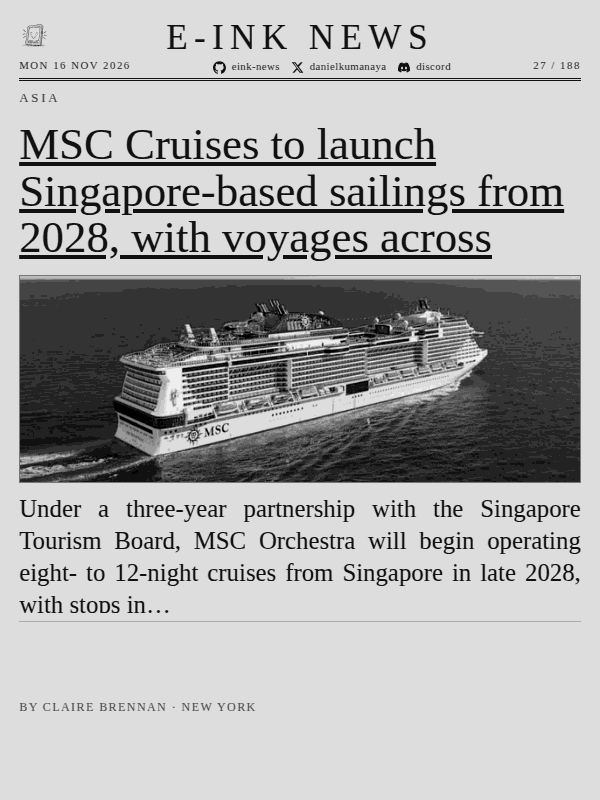 E-INK NEWS
MON 16 NOV 2026
eink-news
danielkumanaya
discord
27 / 188
ASIA
MSC Cruises to launch
Singapore-based sailings from
2028, with voyages across
MSC
Under a three-year partnership with the Singapore
Tourism Board, MSC Orchestra will begin operating
eight- to 12-night cruises from Singapore in late 2028,
with stops in…
BY CLAIRE BRENNAN · NEW YORK